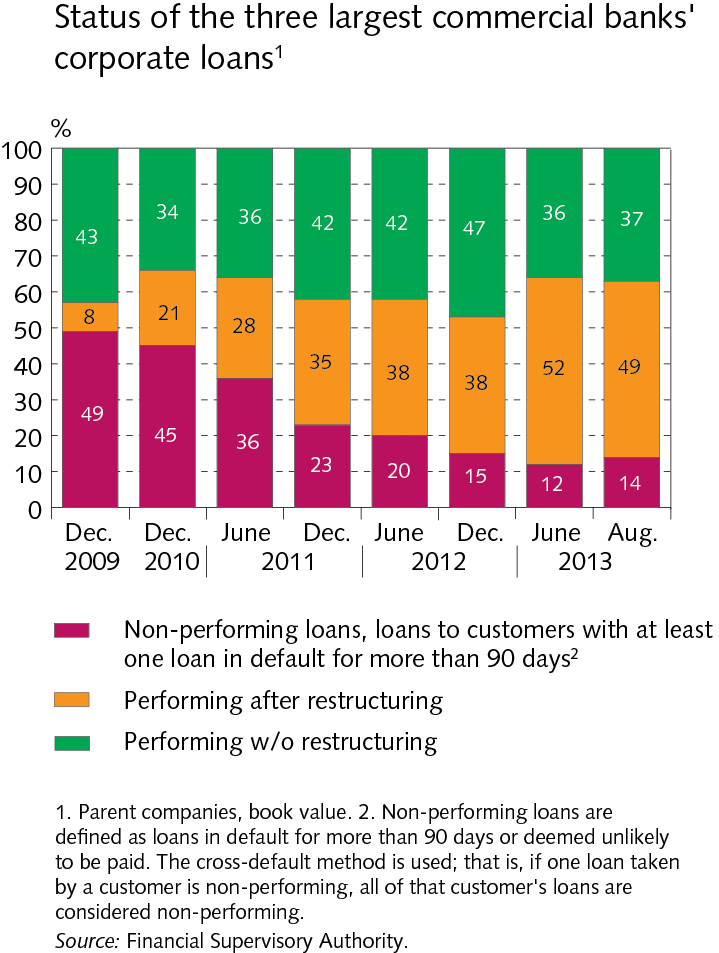 Status of the three largest commercial banks'
corporate loans¹
%
100
90
80
70
60
50
40
30
20
10
0
43 34 36 42 42 47 36 37
8 21 28 35 38 38 52 49
49 45 36 23 20 15 12 14
Dec. Dec. June Dec. June Dec. June Aug.
2009 2010 2011 2012 2013
Non-performing loans, loans to customers with at least
one loan in default for more than 90 days²
Performing after restructuring
Performing w/o restructuring
1. Parent companies, book value. 2. Non-performing loans are
defined as loans in default for more than 90 days or deemed unlikely
to be paid. The cross-default method is used; that is, if one loan taken
by a customer is non-performing, all of that customer's loans are
considered non-performing.
Source: Financial Supervisory Authority.